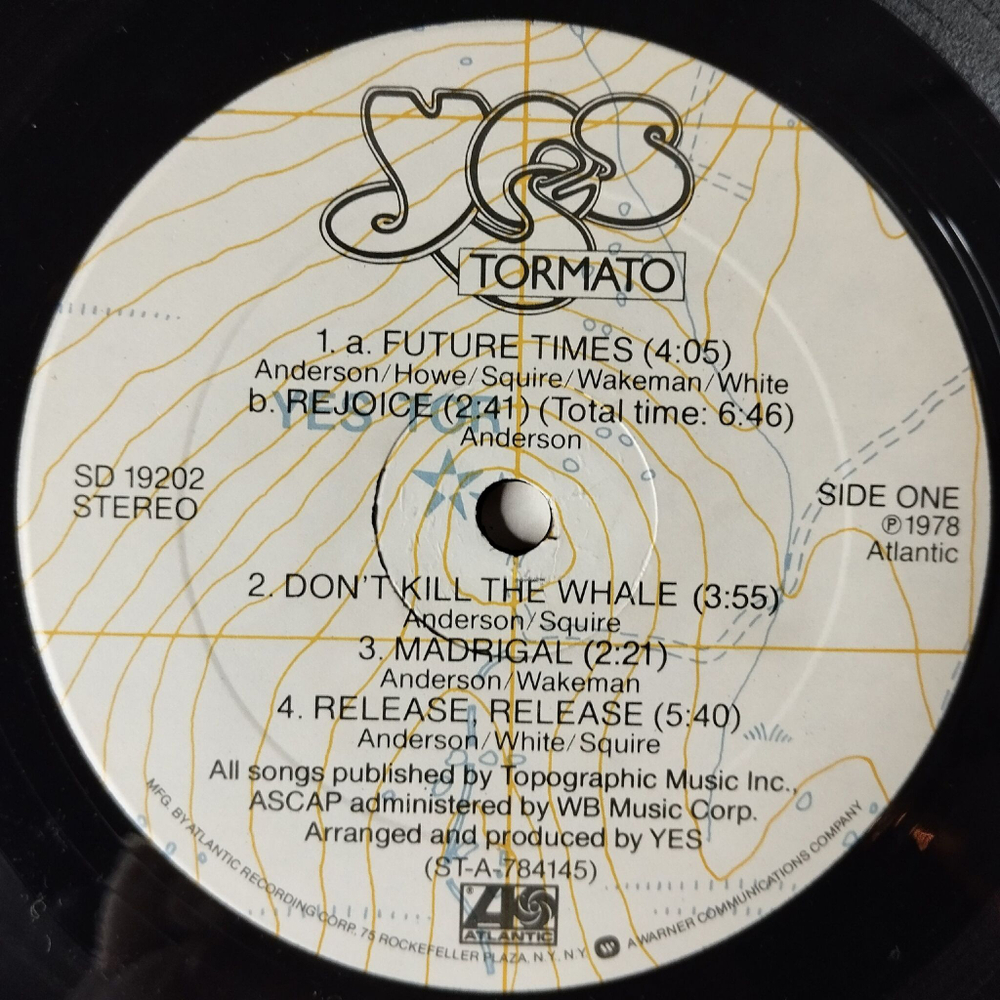 YES
TORMATO
1. a. FUTURE TIMES (4:05)
Anderson/Howe/Squire/Wakeman/White
b. REJOICE (2:41) (Total time: 6:46)
YES TOR
Anderson
SD 19202
STEREO
SIDE ONE
℗1978
Atlantic
2. DON'T KILL THE WHALE (3:55)
Anderson/Squire
3. MADRIGAL (2:21)
Anderson/Wakeman
4. RELEASE, RELEASE (5:40)
Anderson/White/Squire
All songs published by Topographic Music Inc.,
ASCAP administered by WB Music Corp.
Arranged and produced by YES
(ST-A-784145)
ATLANTIC
MFG. BY ATLANTIC RECORDING CORP. 75 ROCKEFELLER PLAZA, N.Y. N.Y. A WARNER COMMUNICATIONS COMPANY